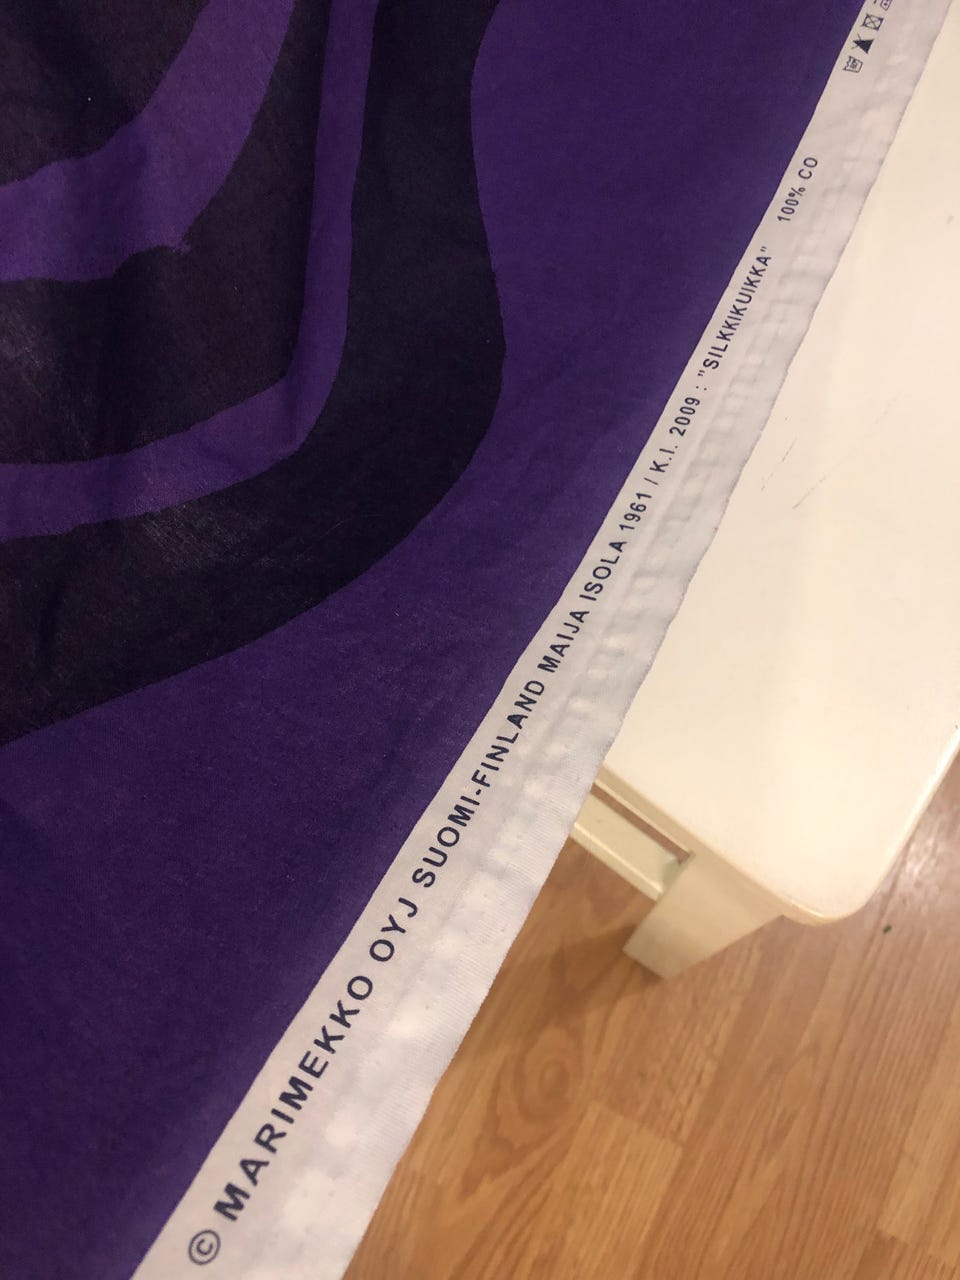 © MARIMEKKO OYJ SUOMI-FINLAND MAIJA ISOLA 1961 / K.I. 2009 : "SILKKIKUIKKA" 100% CO